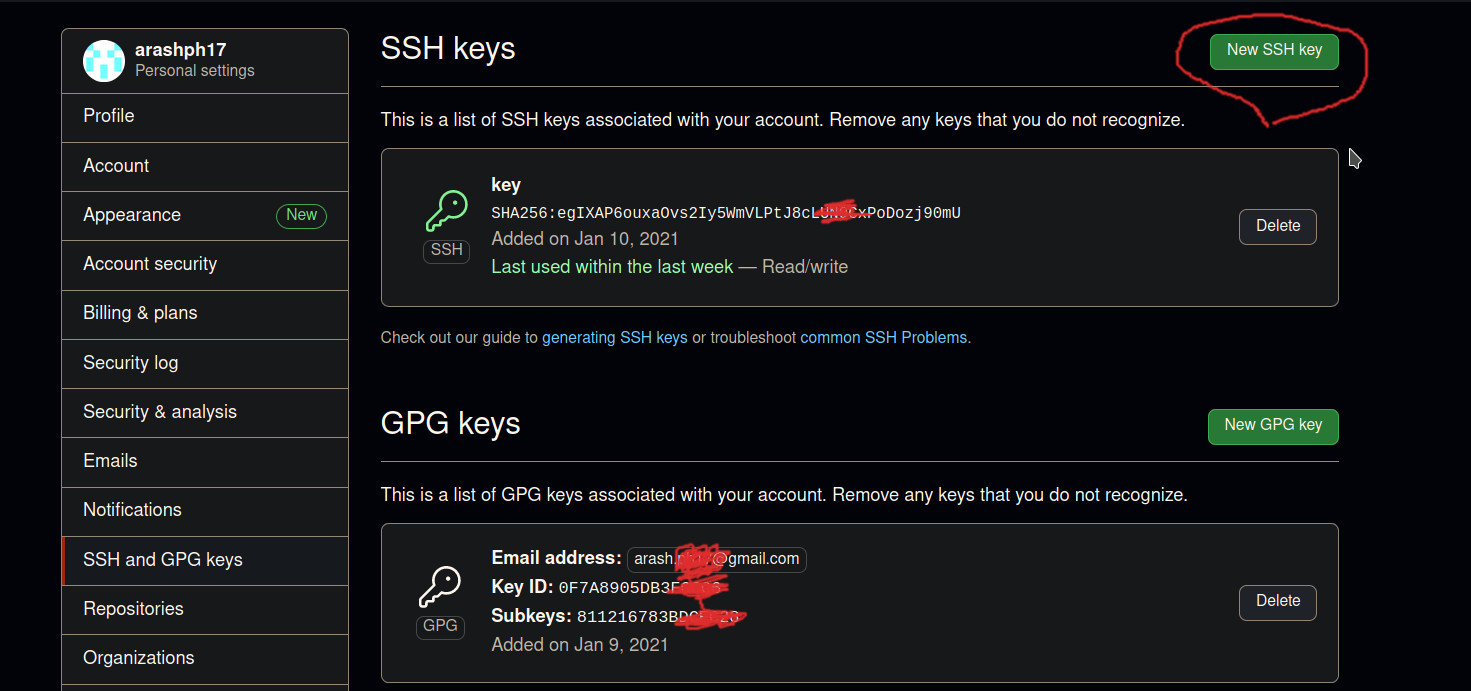 arashph17
Personal settings
Profile
Account
Appearance New
Account security
Billing & plans
Security log
Security & analysis
Emails
Notifications
SSH and GPG keys
Repositories
Organizations
SSH keys
New SSH key
This is a list of SSH keys associated with your account. Remove any keys that you do not recognize.
key
SHA256:egIXAP6ouxaOvs2Iy5WmVLPtJ8cL PoDozj90mU
Added on Jan 10, 2021
Last used within the last week — Read/write
SSH
Delete
Check out our guide to generating SSH keys or troubleshoot common SSH Problems.
GPG keys
New GPG key
This is a list of GPG keys associated with your account. Remove any keys that you do not recognize.
Email address: arash. @gmail.com
Key ID: 0F7A8905DB3
Subkeys: 811216783B
Added on Jan 9, 2021
GPG
Delete